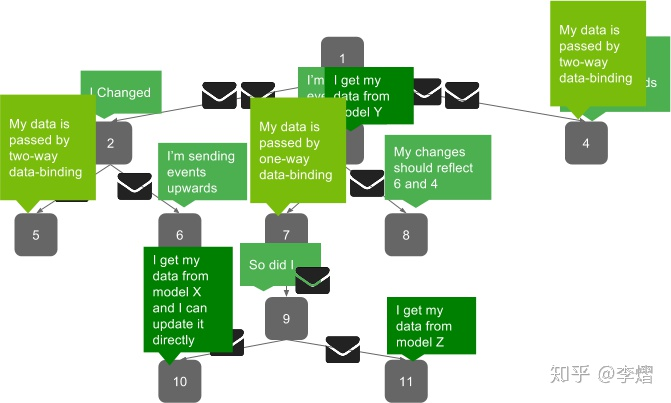 1
My data is
passed by
two-way
data-binding
ds
I Changed
I'm
eve
I get my
data from
model Y
My data is
passed by
two-way
data-binding
2
I'm sending
events
upwards
My data is
passed by
one-way
data-binding
My changes
should reflect
6 and 4
4
5
6
7
8
I get my
data from
model X
and I can
update it
directly
So did I
9
I get my
data from
model Z
10
11
知乎 @李熠